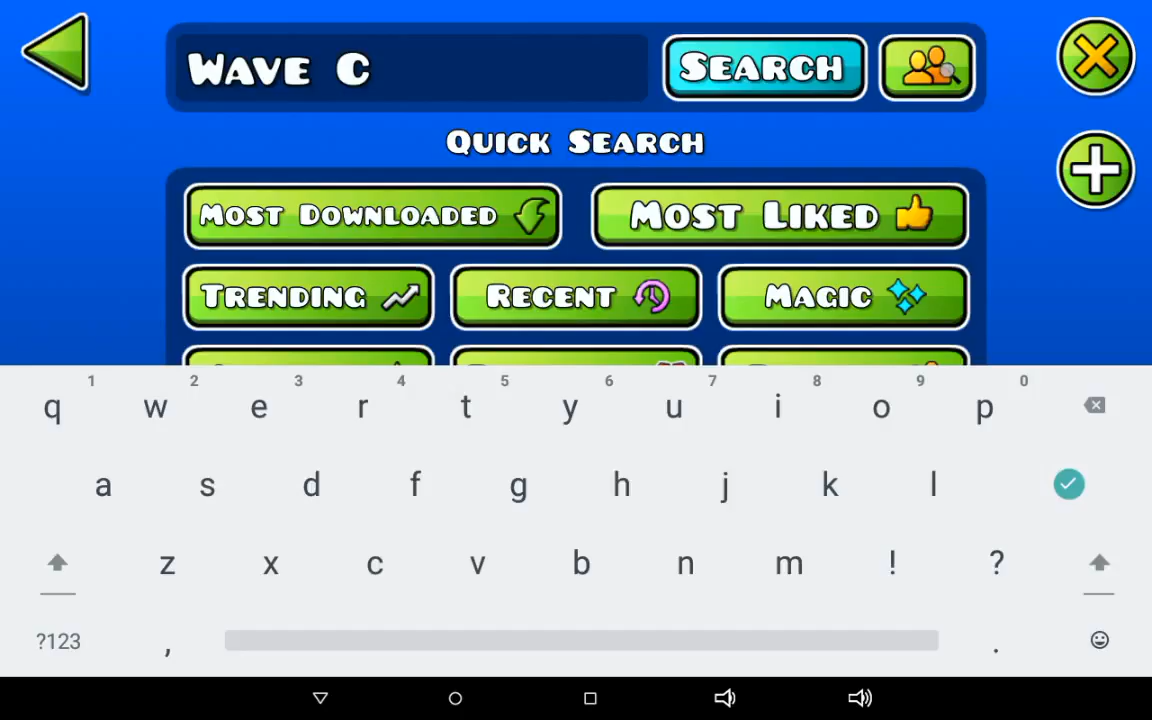 Wave C Search
Quick Search
Most Downloaded Most Liked
Trending Recent Magic
1 2 3 4 5 6 7 8 9 0
q w e r t y u i o p
a s d f g h j k l
z x c v b n m ! ?
?123 , .